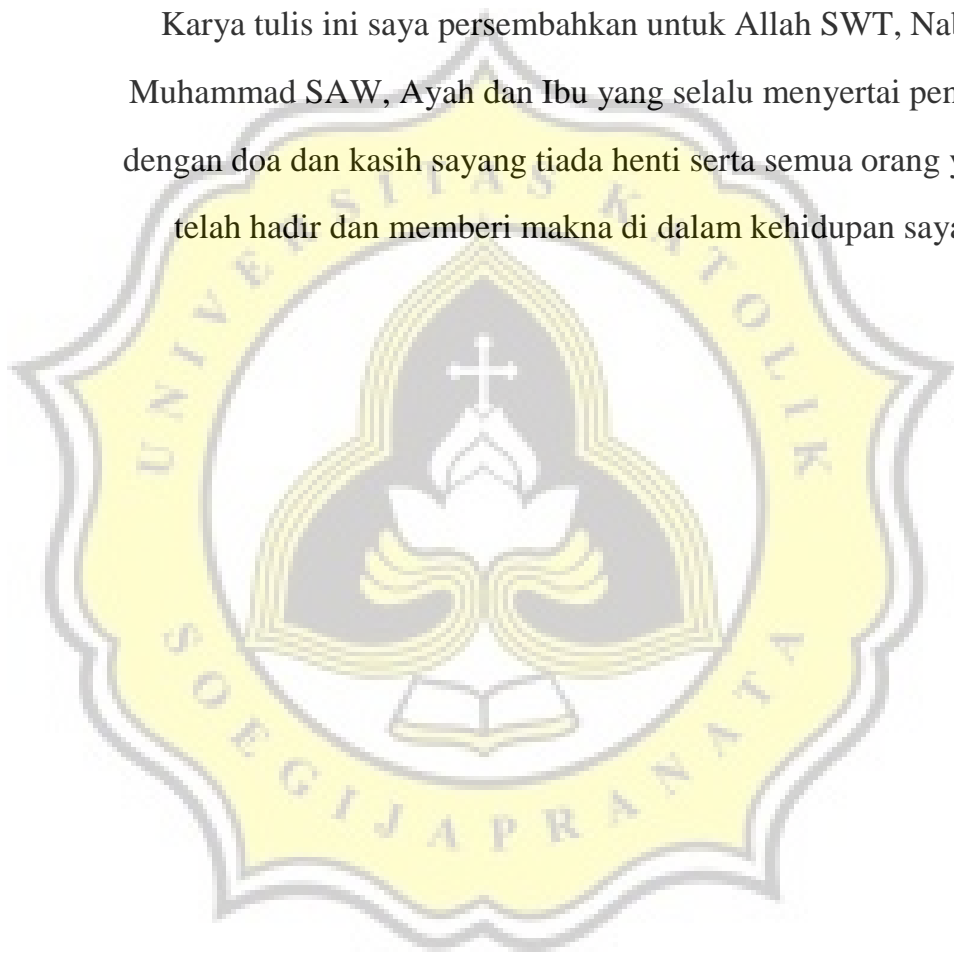 Karya tulis ini saya persembahkan untuk Allah SWT, Nab
Muhammad SAW, Ayah dan Ibu yang selalu menyertai pen
dengan doa dan kasih sayang tiada henti serta semua orang y
telah hadir dan memberi makna di dalam kehidupan saya
UNIVERSITAS KATOLIK
SOEGIJAPRANATA